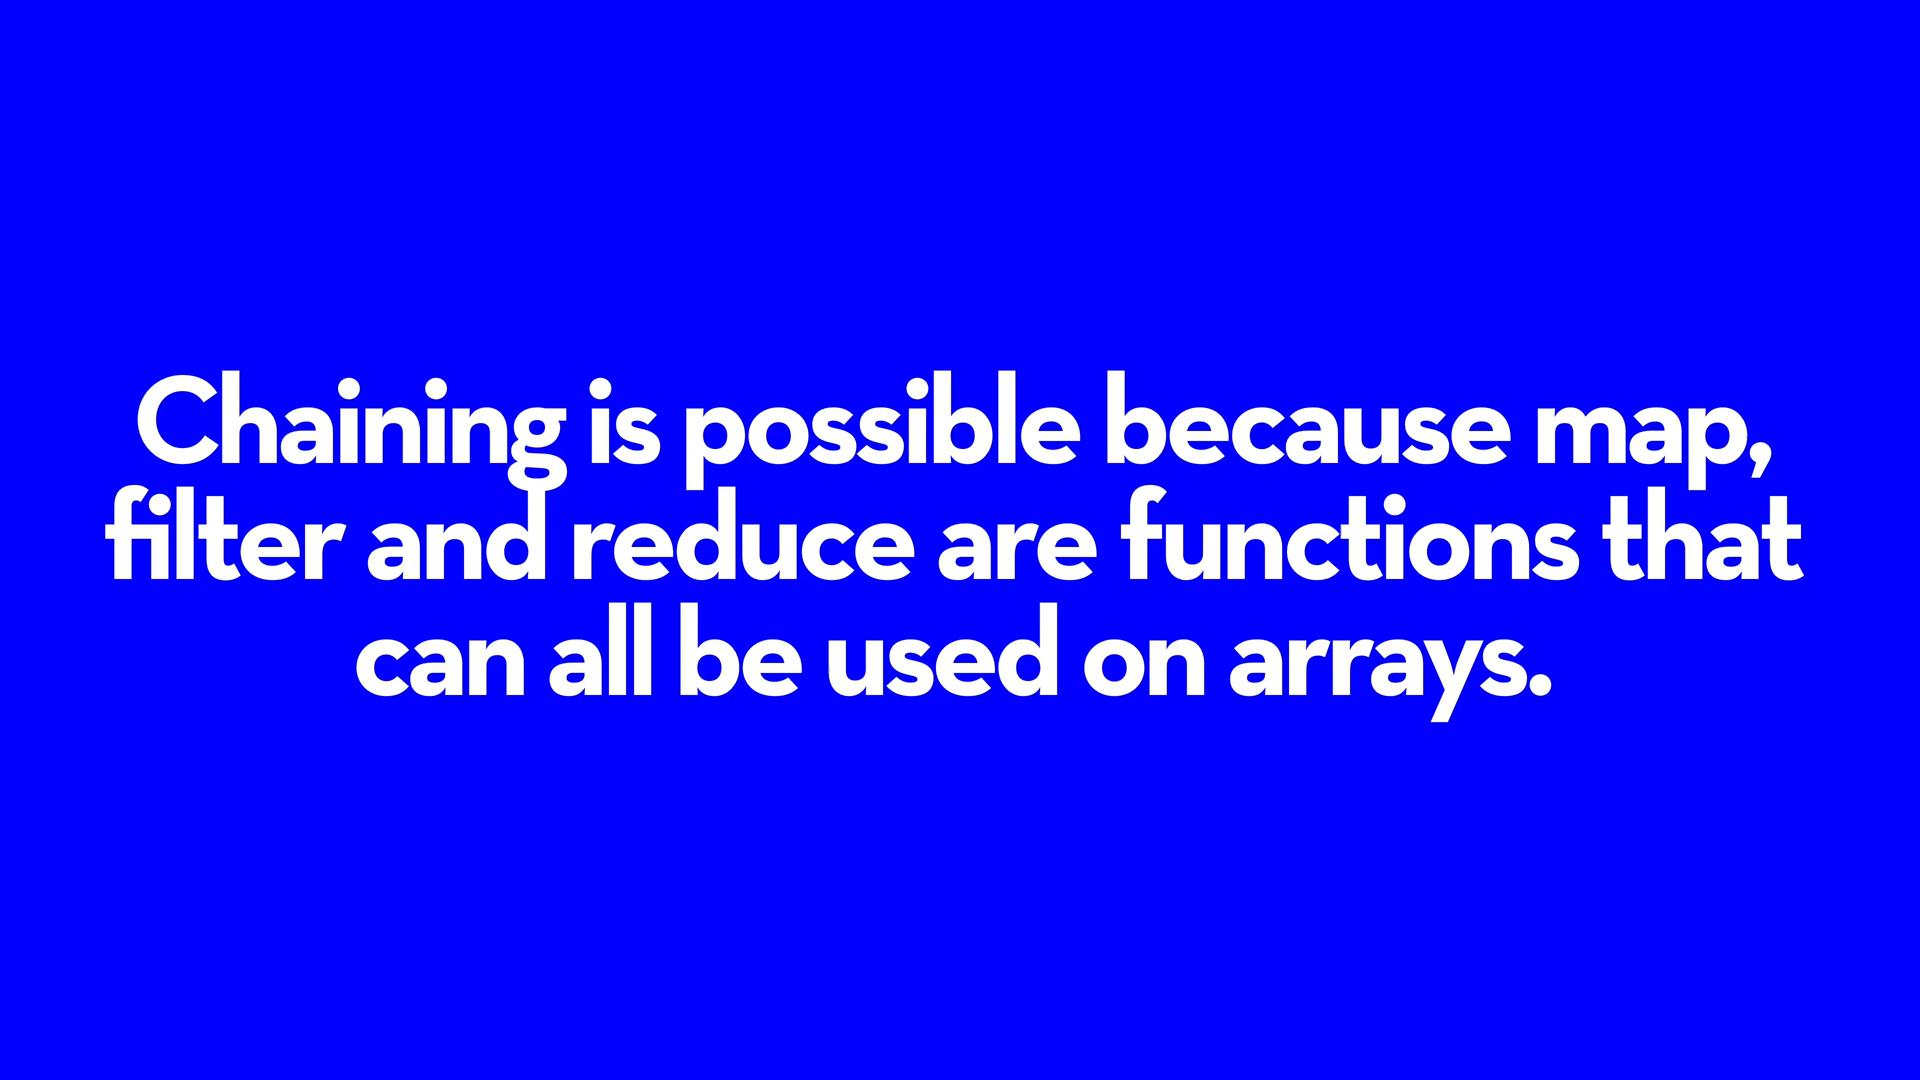 Chaining is possible because map,
filter and reduce are functions that
can all be used on arrays.